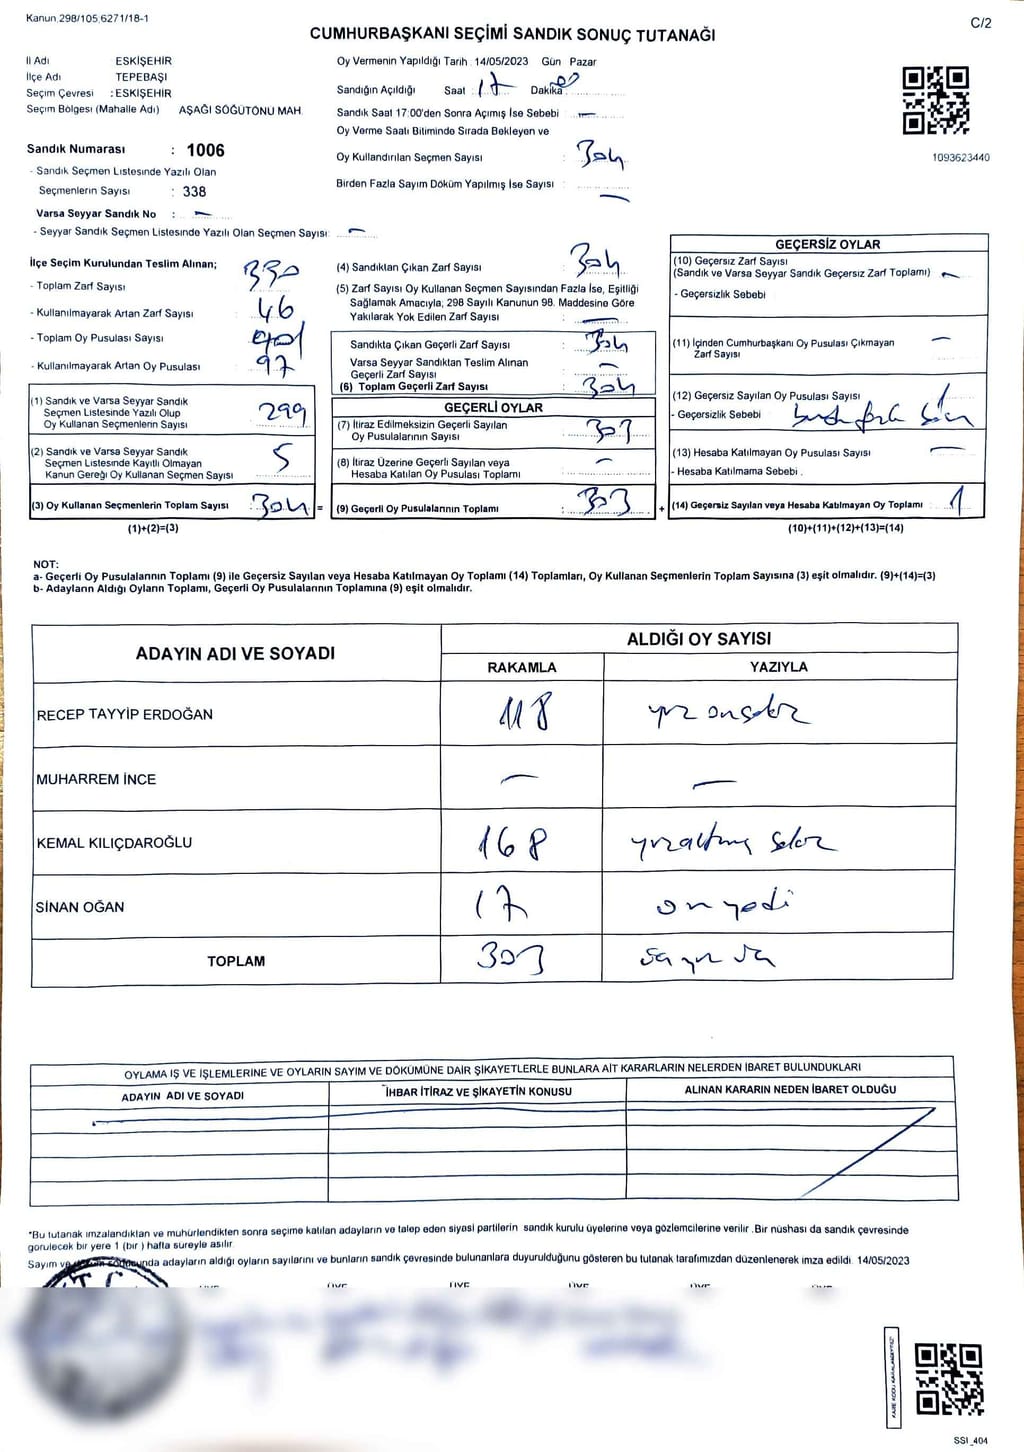 Kanun.298/105,6271/18-1
C/2
CUMHURBAŞKANI SEÇİMİ SANDIK SONUÇ TUTANAĞI
İl Adı ESKİŞEHİR
İlçe Adı TEPEBAŞI
Seçim Çevresi : ESKİŞEHİR
Seçim Bölgesi (Mahalle Adı) AŞAĞI SÖĞÜTÖNÜ MAH.
Sandık Numarası : 1006
- Sandık Seçmen Listesinde Yazılı Olan
Seçmenlerin Sayısı : 338
Varsa Seyyar Sandık No : -
- Seyyar Sandık Seçmen Listesinde Yazılı Olan Seçmen Sayısı: -
Oy Vermenin Yapıldığı Tarih 14/05/2023 Gün Pazar
Sandığın Açıldığı Saat : 17 Dakika : 00
Sandık Saat 17:00'den Sonra Açımış İse Sebebi : -
Oy Verme Saati Bitiminde Sırada Bekleyen ve
Oy Kullandırılan Seçmen Sayısı : 304
Birden Fazla Sayım Döküm Yapılmış İse Sayısı : -
1093623440
İlçe Seçim Kurulundan Teslim Alınan;
- Toplam Zarf Sayısı : 350
- Kullanılmayarak Artan Zarf Sayısı : 46
- Toplam Oy Pusulası Sayısı : 401
- Kullanılmayarak Artan Oy Pusulası : 97
(1) Sandık ve Varsa Seyyar Sandık
Seçmen Listesinde Yazılı Olup
Oy Kullanan Seçmenlerin Sayısı : 299
(2) Sandık ve Varsa Seyyar Sandık
Seçmen Listesinde Kayıtlı Olmayan
Kanun Gereği Oy Kullanan Seçmen Sayısı : 5
(3) Oy Kullanan Seçmenlerin Toplam Sayısı : 304 =
(1)+(2)=(3)
(4) Sandıktan Çıkan Zarf Sayısı : 304
(5) Zarf Sayısı Oy Kullanan Seçmen Sayısından Fazla İse, Eşitliği
Sağlamak Amacıyla, 298 Sayılı Kanunun 98. Maddesine Göre
Yakılarak Yok Edilen Zarf Sayısı : -
Sandıkta Çıkan Geçerli Zarf Sayısı : 304
Varsa Seyyar Sandıktan Teslim Alınan
Geçerli Zarf Sayısı : -
(6) Toplam Geçerli Zarf Sayısı : 304
GEÇERLİ OYLAR
(7) İtiraz Edilmeksizin Geçerli Sayılan
Oy Pusulalarının Sayısı : 303
(8) İtiraz Üzerine Geçerli Sayılan veya
Hesaba Katılan Oy Pusulası Toplamı : -
(9) Geçerli Oy Pusulalarının Toplamı : 303 +
GEÇERSİZ OYLAR
(10) Geçersiz Zarf Sayısı
(Sandık ve Varsa Seyyar Sandık Geçersiz Zarf Toplamı) -
- Geçersizlik Sebebi
(11) İçinden Cumhurbaşkanı Oy Pusulası Çıkmayan
Zarf Sayısı -
(12) Geçersiz Sayılan Oy Pusulası Sayısı 1
- Geçersizlik Sebebi
(13) Hesaba Katılmayan Oy Pusulası Sayısı -
- Hesaba Katılmama Sebebi .
(14) Geçersiz Sayılan veya Hesaba Katılmayan Oy Toplamı 1
(10)+(11)+(12)+(13)=(14)
NOT:
a- Geçerli Oy Pusulalarının Toplamı (9) ile Geçersiz Sayılan veya Hesaba Katılmayan Oy Toplamı (14) Toplamları, Oy Kullanan Seçmenlerin Toplam Sayısına (3) eşit olmalıdır. (9)+(14)=(3)
b- Adayların Aldığı Oyların Toplamı, Geçerli Oy Pusulalarının Toplamına (9) eşit olmalıdır.
ADAYIN ADI VE SOYADI
ALDIĞI OY SAYISI
RAKAMLA YAZIYLA
RECEP TAYYİP ERDOĞAN 118 yüz onsekiz
MUHARREM İNCE - -
KEMAL KILIÇDAROĞLU 168 yüzaltmış sekiz
SİNAN OĞAN 17 onyedi
TOPLAM 303
OYLAMA İŞ VE İŞLEMLERİNE VE OYLARIN SAYIM VE DÖKÜMÜNE DAİR ŞİKAYETLERLE BUNLARA AİT KARARLARIN NELERDEN İBARET BULUNDUKLARI
ADAYIN ADI VE SOYADI İHBAR İTİRAZ VE ŞİKAYETİN KONUSU ALINAN KARARIN NEDEN İBARET OLDUĞU
*Bu tutanak imzalandıktan ve mühürlendikten sonra seçime katılan adayların ve talep eden siyasi partilerin sandık kurulu üyelerine veya gözlemcilerine verilir .Bir nüshası da sandık çevresinde
görülecek bir yere 1 (bir ) hafta süreyle asılır.
Sayım ve döküm sonucunda adayların aldığı oyların sayılarını ve bunların sandık çevresinde bulunanlara duyurulduğunu gösteren bu tutanak tarafımızdan düzenlenerek imza edildi. 14/05/2023
ÜYE ÜYE ÜYE ÜYE ÜYE ÜYE
SSI_404